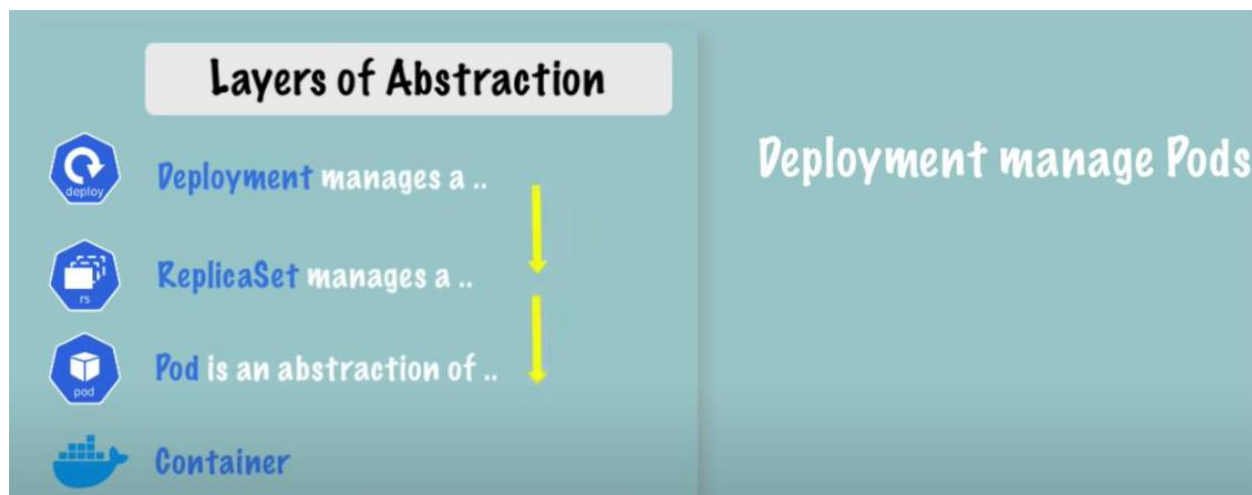 Layers of Abstraction
deploy
Deployment manages a ..
rs
ReplicaSet manages a ..
pod
Pod is an abstraction of ..
Container
Deployment manage Pods